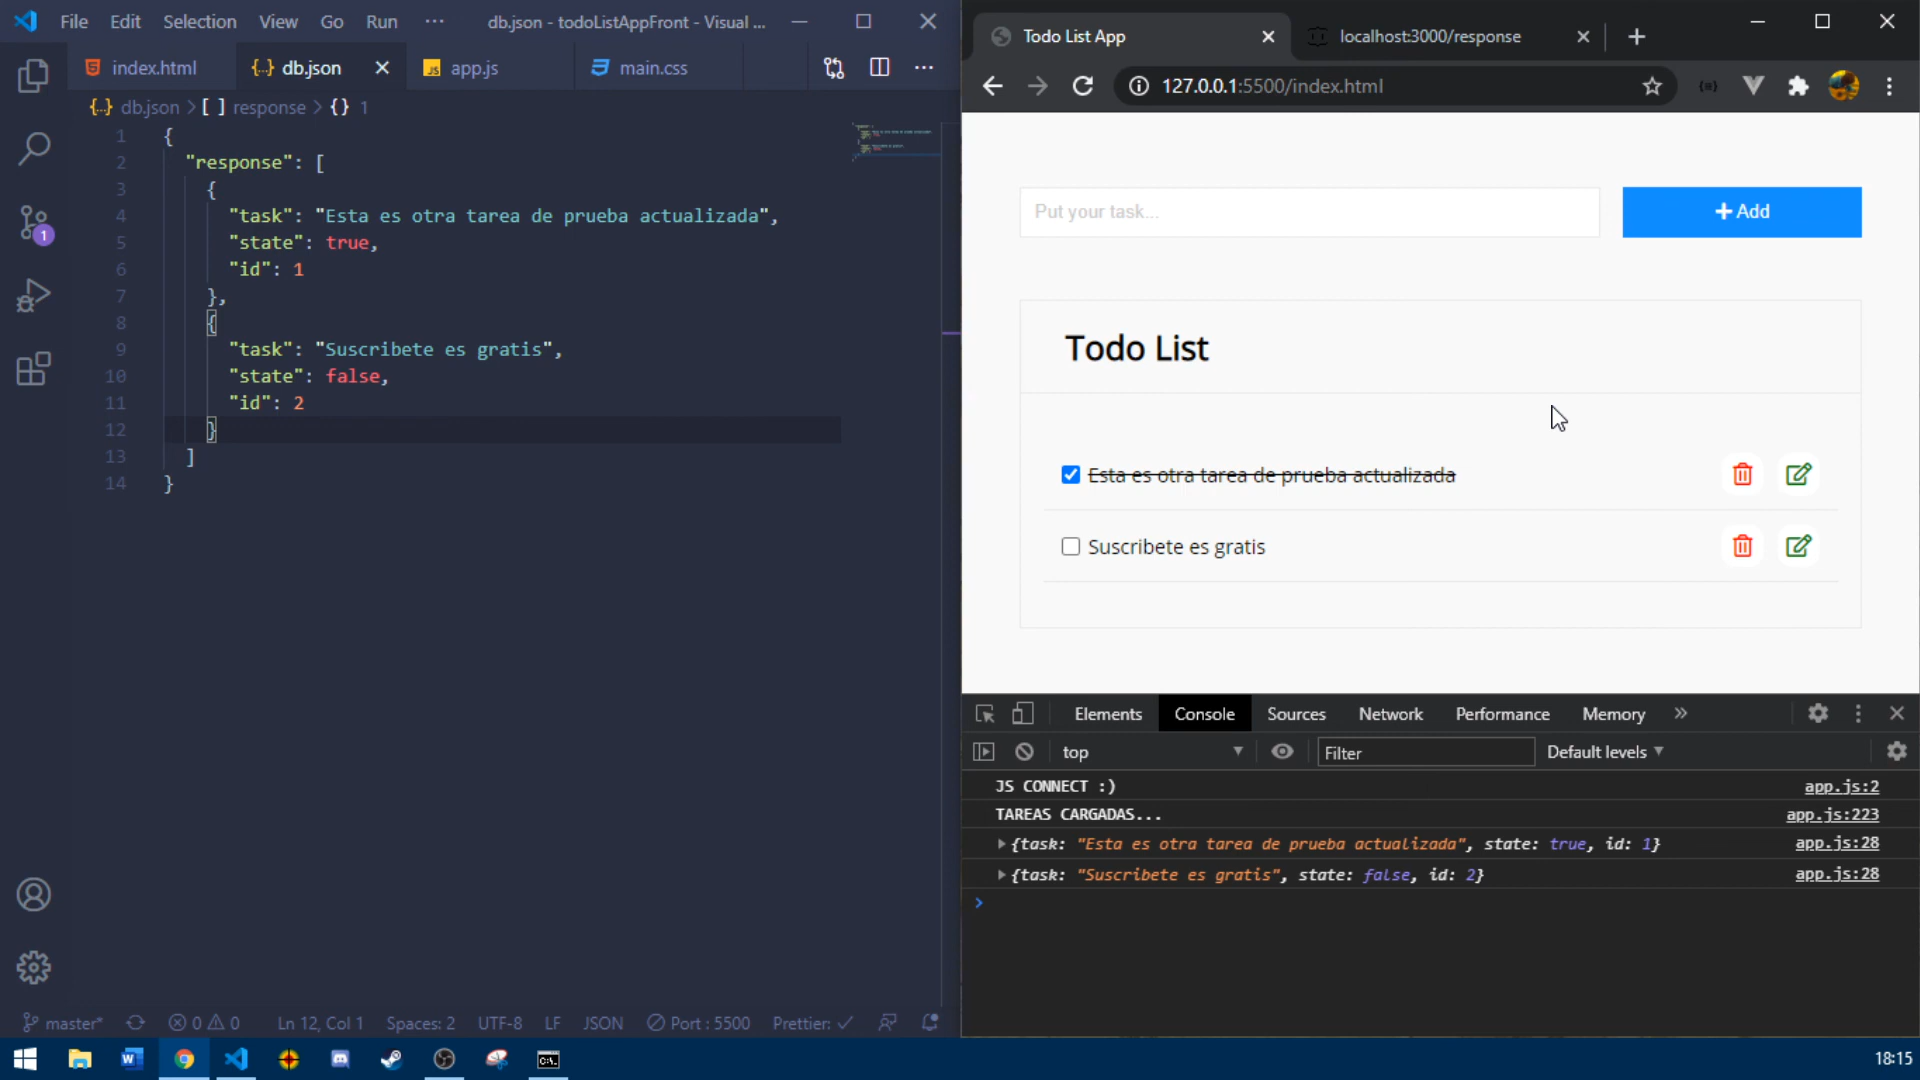 File Edit Selection View Go Run ··· db.json - todoListAppFront - Visual ...
index.html
db.json
app.js
main.css
db.json > [ ] response > {} 1
1 {
2 "response": [
3 {
4 "task": "Esta es otra tarea de prueba actualizada",
5 "state": true,
6 "id": 1
7 },
8 {
9 "task": "Suscribete es gratis",
10 "state": false,
11 "id": 2
12 }
13 ]
14 }
1
master* 0 0 Ln 12, Col 1 Spaces: 2 UTF-8 LF JSON Port : 5500 Prettier: ✓
Todo List App
localhost:3000/response
127.0.0.1:5500/index.html
Put your task...
+ Add
Todo List
Esta es otra tarea de prueba actualizada
Suscribete es gratis
Elements Console Sources Network Performance Memory »
top Filter Default levels
JS CONNECT :) app.js:2
TAREAS CARGADAS... app.js:223
{task: "Esta es otra tarea de prueba actualizada", state: true, id: 1} app.js:28
{task: "Suscribete es gratis", state: false, id: 2} app.js:28
>
18:15